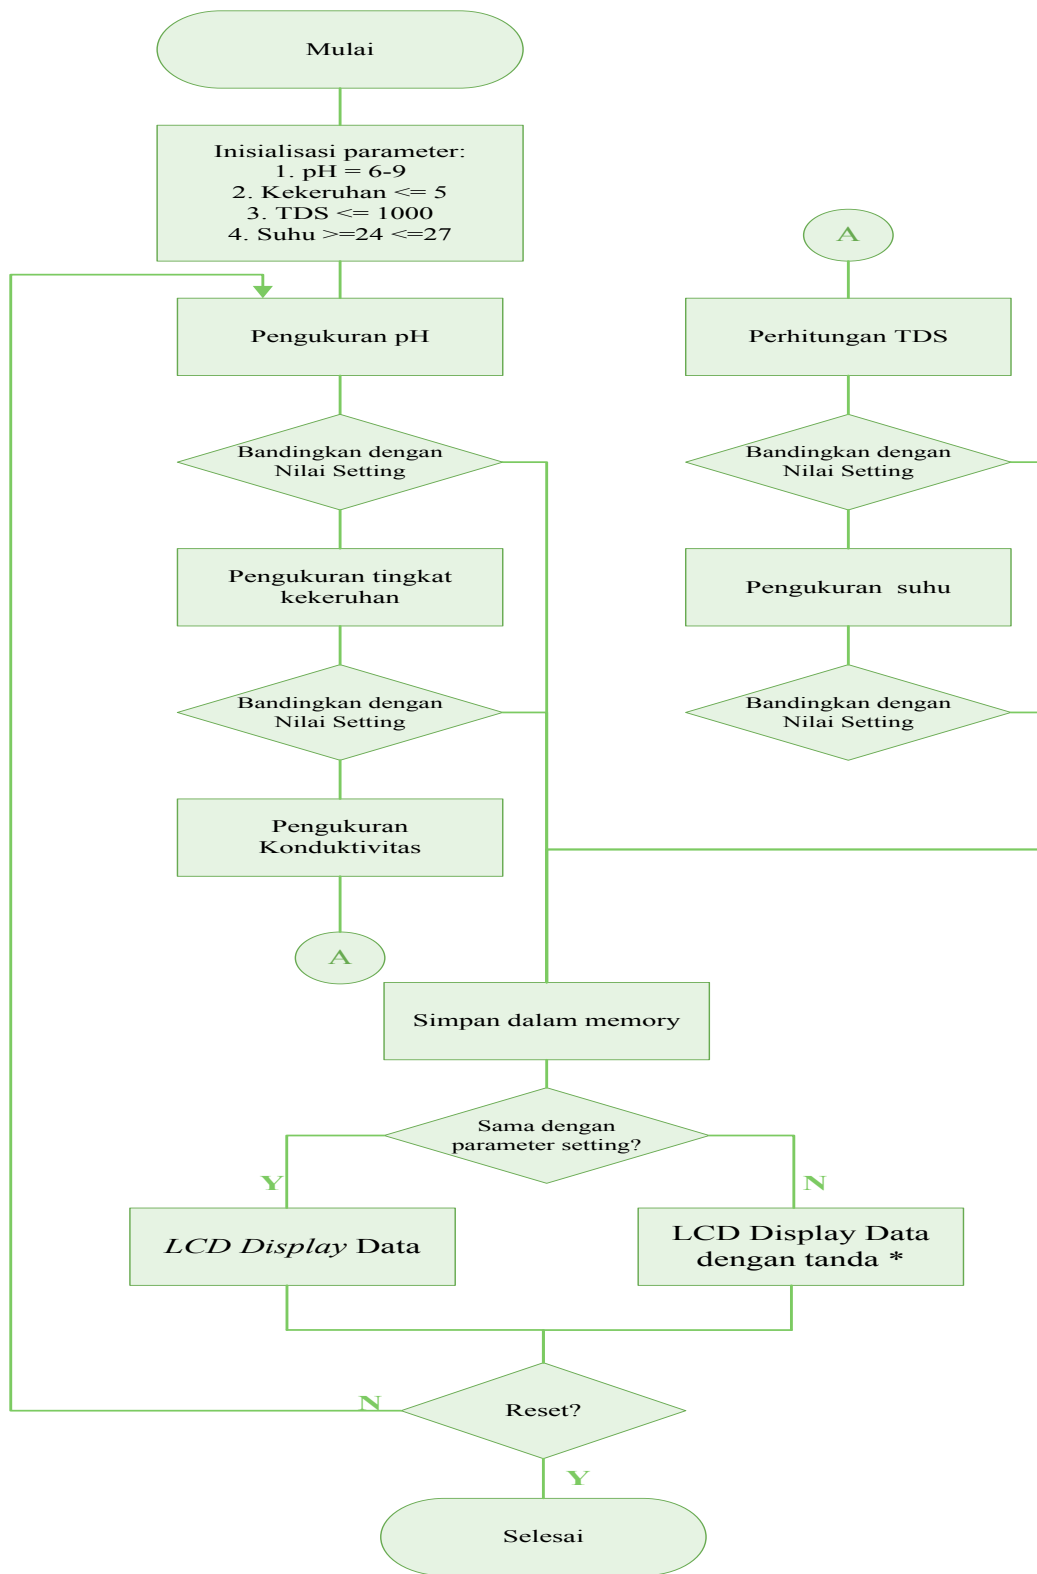 Mulai
Inisialisasi parameter:
1. pH = 6-9
2. Kekeruhan <= 5
3. TDS <= 1000
4. Suhu >=24 <=27
Pengukuran pH
Bandingkan dengan
Nilai Setting
Pengukuran tingkat
kekeruhan
Bandingkan dengan
Nilai Setting
Pengukuran
Konduktivitas
A
A
Perhitungan TDS
Bandingkan dengan
Nilai Setting
Pengukuran  suhu
Bandingkan dengan
Nilai Setting
Simpan dalam memory
Sama dengan
parameter setting?
Y
N
LCD Display Data
LCD Display Data
dengan tanda *
N
Reset?
Y
Selesai